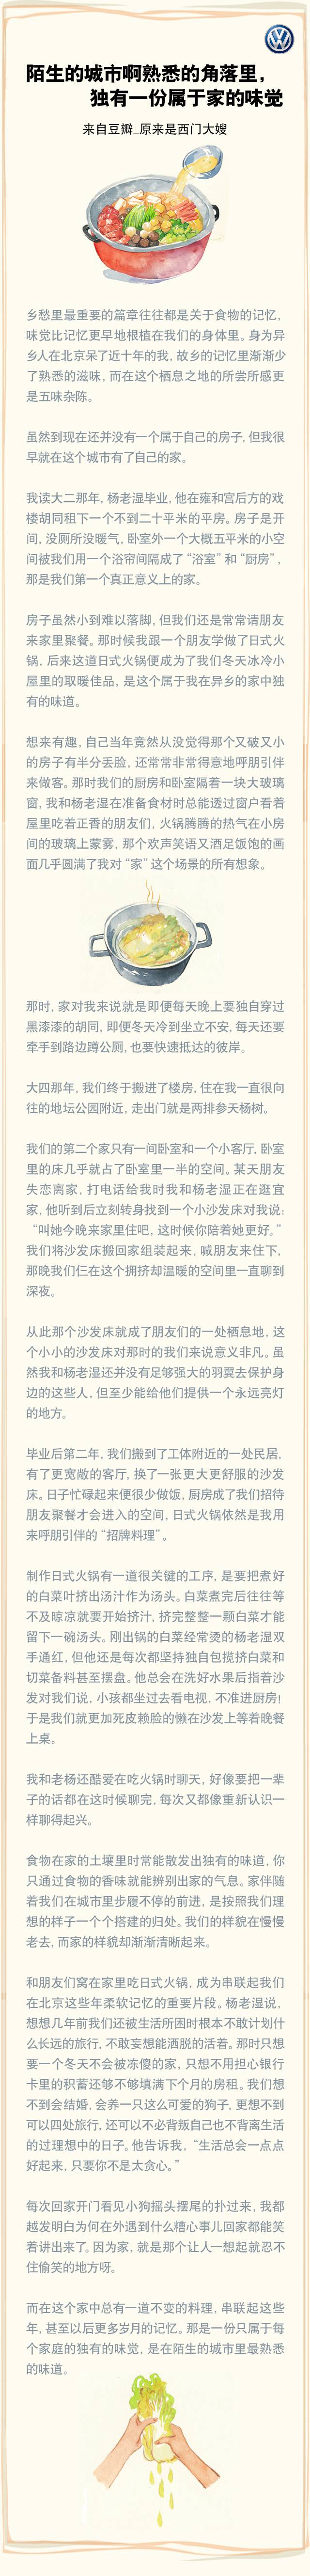 陌生的城市啊熟悉的角落里，
独有一份属于家的味觉
来自豆瓣_原来是西门大嫂
乡愁里最重要的篇章往往都是关于食物的记忆，
味觉比记忆更早地根植在我们的身体里。身为异
乡人在北京呆了近十年的我，故乡的记忆里渐渐少
了熟悉的滋味，而在这个栖息之地的所尝所感更
是五味杂陈。
虽然到现在还并没有一个属于自己的房子，但我很
早就在这个城市有了自己的家。
我读大二那年，杨老湿毕业，他在雍和宫后方的戏
楼胡同租下一个不到二十平米的平房。房子是开
间，没厕所没暖气，卧室外一个大概五平米的小空
间被我们用一个浴帘间隔成了“浴室”和“厨房”，
那是我们第一个真正意义上的家。
房子虽然小到难以落脚，但我们还是常常请朋友
来家里聚餐。那时候我跟一个朋友学做了日式火
锅，后来这道日式火锅便成为了我们冬天冰冷小
屋里的取暖佳品，是这个属于我在异乡的家中独
有的味道。
想来有趣，自己当年竟然从没觉得那个又破又小
的房子有半分丢脸，还常常非常得意地呼朋引伴
来做客。那时我们的厨房和卧室隔着一块大玻璃
窗，我和杨老湿在准备食材时总能透过窗户看着
屋里吃着正香的朋友们，火锅腾腾的热气在小房
间的玻璃上蒙雾，那个欢声笑语又酒足饭饱的画
面几乎圆满了我对“家”这个场景的所有想象。
那时，家对我来说就是即便每天晚上要独自穿过
黑漆漆的胡同，即便冬天冷到坐立不安，每天还要
牵手到路边蹲公厕，也要快速抵达的彼岸。
大四那年，我们终于搬进了楼房，住在我一直很向
往的地坛公园附近，走出门就是两排参天杨树。
我们的第二个家只有一间卧室和一个小客厅，卧室
里的床几乎就占了卧室里一半的空间。某天朋友
失恋离家，打电话给我时我和杨老湿正在逛宜
家，他听到后立刻转身找到一个小沙发床对我说：
“叫她今晚来家里住吧，这时候你陪着她更好。”
我们将沙发床搬回家组装起来，喊朋友来住下，
那晚我们仨在这个拥挤却温暖的空间里一直聊到
深夜。
从此那个沙发床就成了朋友们的一处栖息地，这
个小小的沙发床对那时的我们来说意义非凡。虽
然我和杨老湿还并没有足够强大的羽翼去保护身
边的这些人，但至少能给他们提供一个永远亮灯
的地方。
毕业后第二年，我们搬到了工体附近的一处民居，
有了更宽敞的客厅，换了一张更大更舒服的沙发
床。日子忙碌起来便很少做饭，厨房成了我们招待
朋友聚餐才会进入的空间，日式火锅依然是我用
来呼朋引伴的“招牌料理”。
制作日式火锅有一道很关键的工序，是要把煮好
的白菜叶挤出汤汁作为汤头。白菜煮完后往往等
不及晾凉就要开始挤汁，挤完整整一颗白菜才能
留下一碗汤头。刚出锅的白菜经常烫的杨老湿双
手通红，但他还是每次都坚持独自包揽挤白菜和
切菜备料甚至摆盘。他总会在洗好水果后指着沙
发对我们说，小孩都坐过去看电视，不准进厨房！
于是我们就更加死皮赖脸的懒在沙发上等着晚餐
上桌。
我和老杨还酷爱在吃火锅时聊天，好像要把一辈
子的话都在这时候聊完，每次又都像重新认识一
样聊得起兴。
食物在家的土壤里时常能散发出独有的味道，你
只通过食物的香味就能辨别出家的气息。家伴随
着我们在城市里步履不停的前进，是按照我们理
想的样子一个个搭建的归处。我们的样貌在慢慢
老去，而家的样貌却渐渐清晰起来。
和朋友们窝在家里吃日式火锅，成为串联起我们
在北京这些年柔软记忆的重要片段。杨老湿说，
想想几年前我们还被生活所困时根本不敢计划什
么长远的旅行，不敢妄想能洒脱的活着。那时只想
要一个冬天不会被冻傻的家，只想不用担心银行
卡里的积蓄还够不够填满下个月的房租。我们想
不到会结婚，会养一只这么可爱的狗子，更想不到
可以四处旅行，还可以不必背叛自己也不背离生活
的过理想中的日子。他告诉我，“生活总会一点点
好起来，只要你不是太贪心。”
每次回家开门看见小狗摇头摆尾的扑过来，我都
越发明白为何在外遇到什么糟心事儿回家都能笑
着讲出来了。因为家，就是那个让人一想起就忍不
住偷笑的地方呀。
而在这个家中总有一道不变的料理，串联起这些
年，甚至以后更多岁月的记忆。那是一份只属于每
个家庭的独有的味觉，是在陌生的城市里最熟悉
的味道。